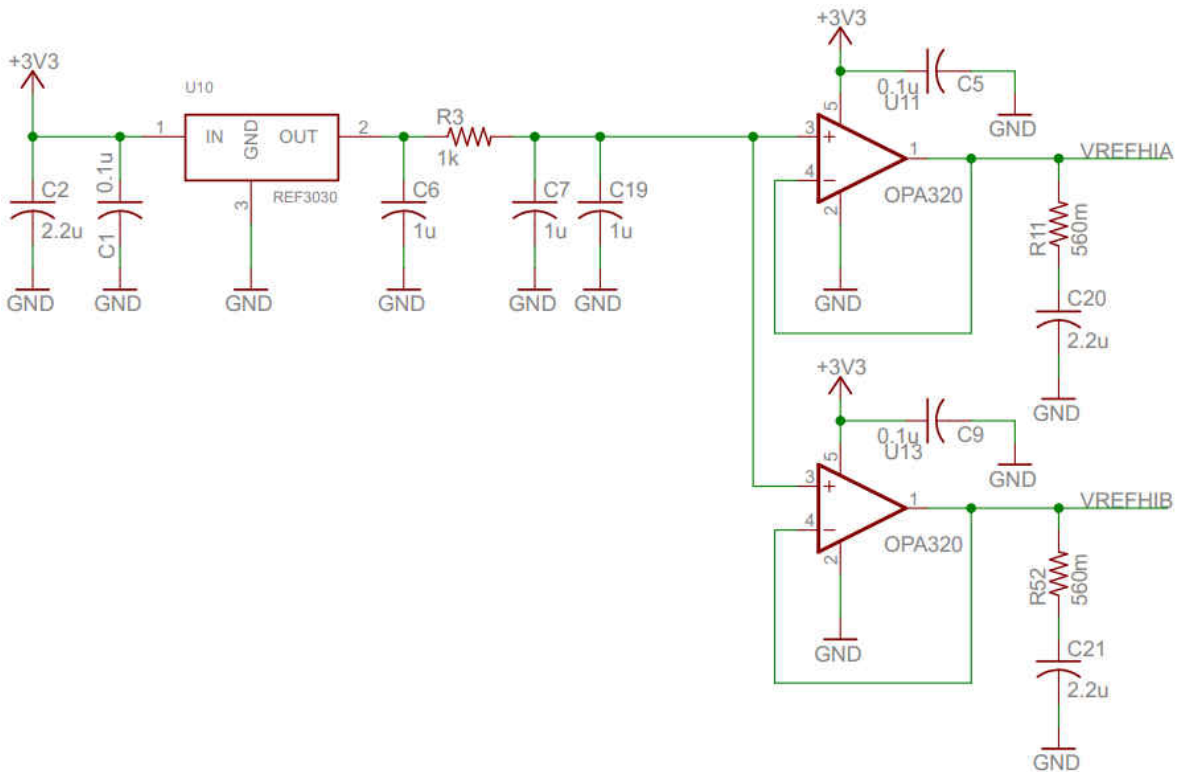 +3V3
U10
1
IN
GND
OUT
2
REF3030
3
GND
C2
2.2u
GND
0.1u
C1
GND
C6
1u
GND
R3
1k
C7
1u
GND
C19
1u
GND
+3V3
0.1u
C5
GND
U11
5
3
+
4
-
2
1
OPA320
GND
VREFHIA
R11
560m
C20
2.2u
GND
+3V3
0.1u
C9
GND
U13
5
3
+
4
-
2
1
OPA320
GND
VREFHIB
R52
560m
C21
2.2u
GND